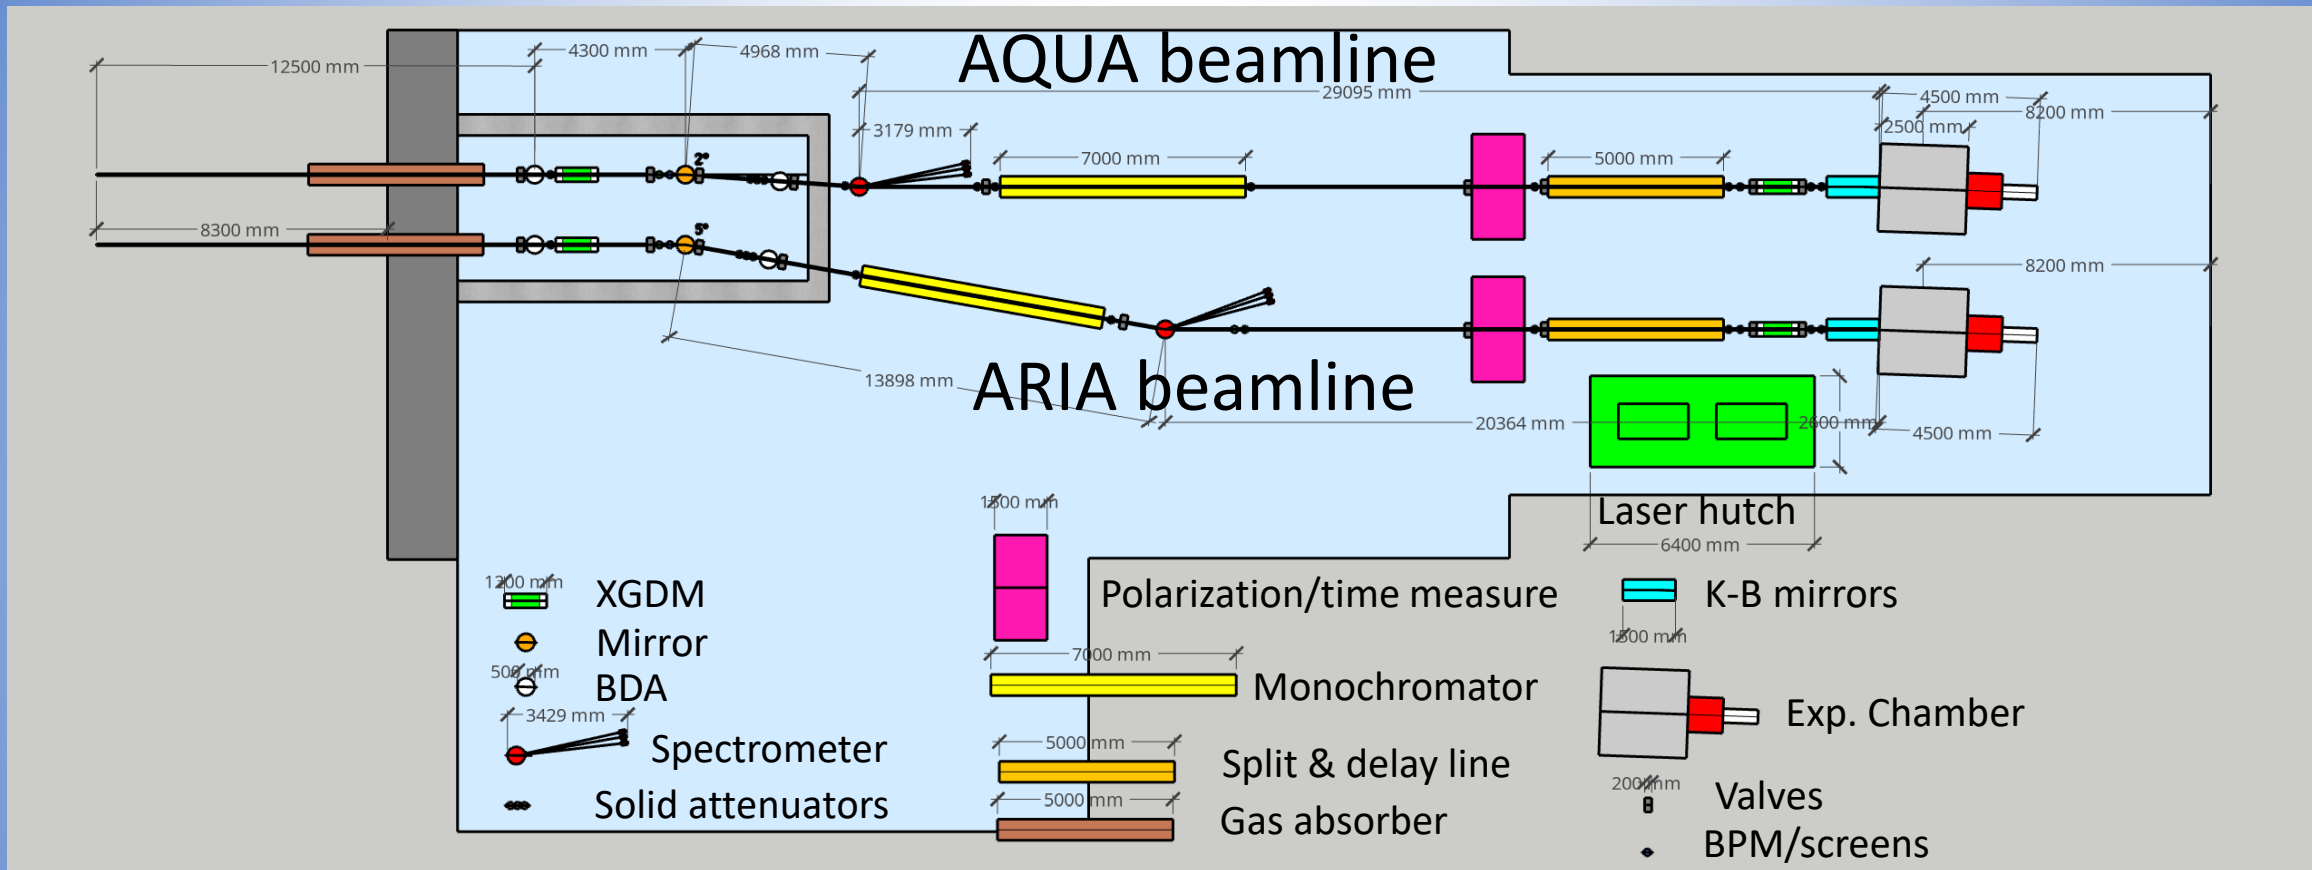 AQUA beamline
4300 mm
4968 mm
12500 mm
29095 mm
4500 mm
8200 mm
2500 mm
3179 mm
7000 mm
5000 mm
2°
8300 mm
5°
8200 mm
13898 mm
ARIA beamline
20364 mm
2600 mm
4500 mm
Laser hutch
6400 mm
1500 mm
1200 mm
XGDM
Polarization/time measure
K-B mirrors
1500 mm
Mirror
7000 mm
500 mm
BDA
Monochromator
3429 mm
Exp. Chamber
Spectrometer
5000 mm
Split & delay line
200 mm
Solid attenuators
5000 mm
Valves
Gas absorber
BPM/screens